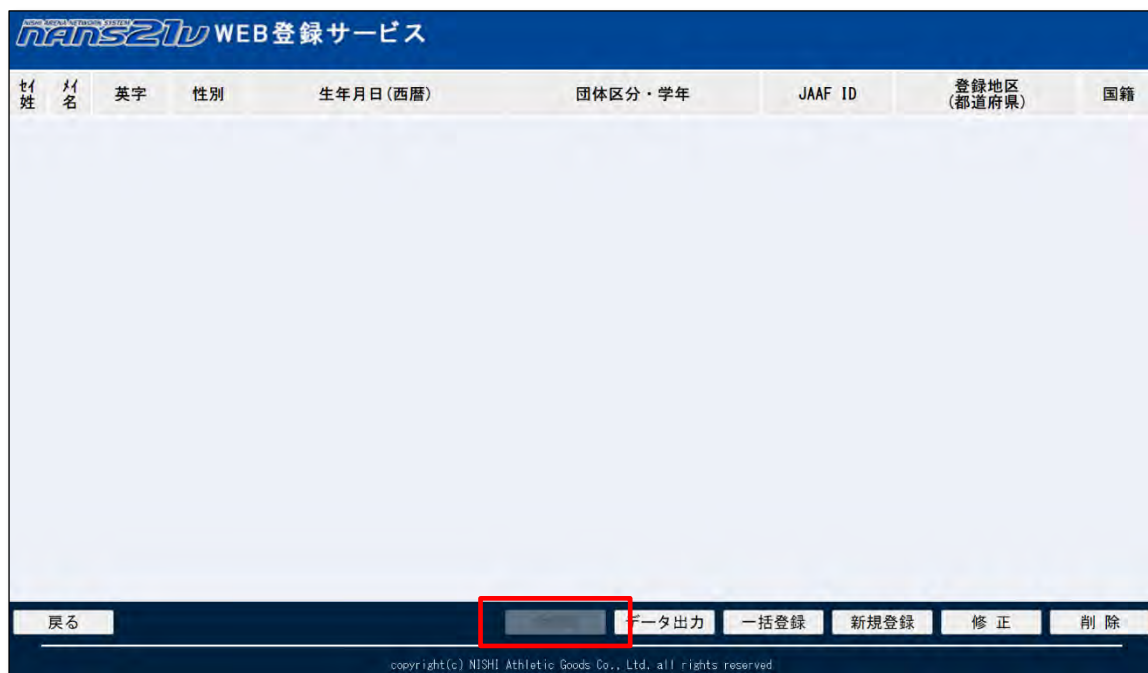 NISHI ARENA NETWORK SYSTEM
nans21V WEB登録サービス
ｾｲ 姓 ﾒｲ 名 英字 性別 生年月日(西暦) 団体区分・学年 JAAF ID 登録地区 (都道府県) 国籍
戻る データ出力 一括登録 新規登録 修 正 削 除
copyright(c) NISHI Athletic Goods Co., Ltd. all rights reserved